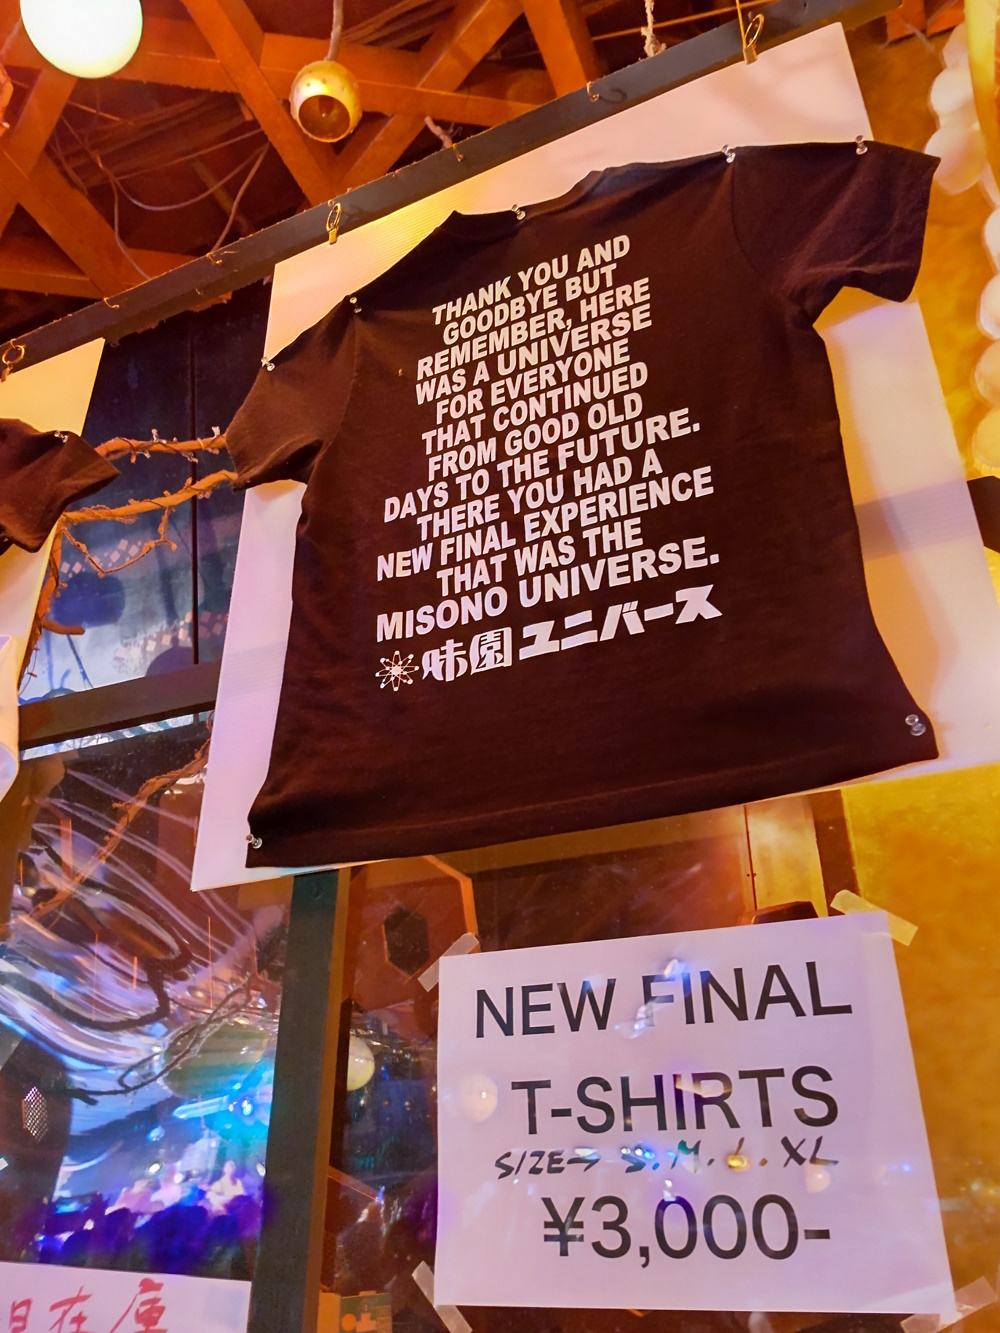 THANK YOU AND
GOODBYE BUT
REMEMBER, HERE
WAS A UNIVERSE
FOR EVERYONE
THAT CONTINUED
FROM GOOD OLD
DAYS TO THE FUTURE.
THERE YOU HAD A
NEW FINAL EXPERIENCE
THAT WAS THE
MISONO UNIVERSE.
味園ユニバース
NEW FINAL
T-SHIRTS
SIZE→ S.M.L.XL
¥3,000-
在庫